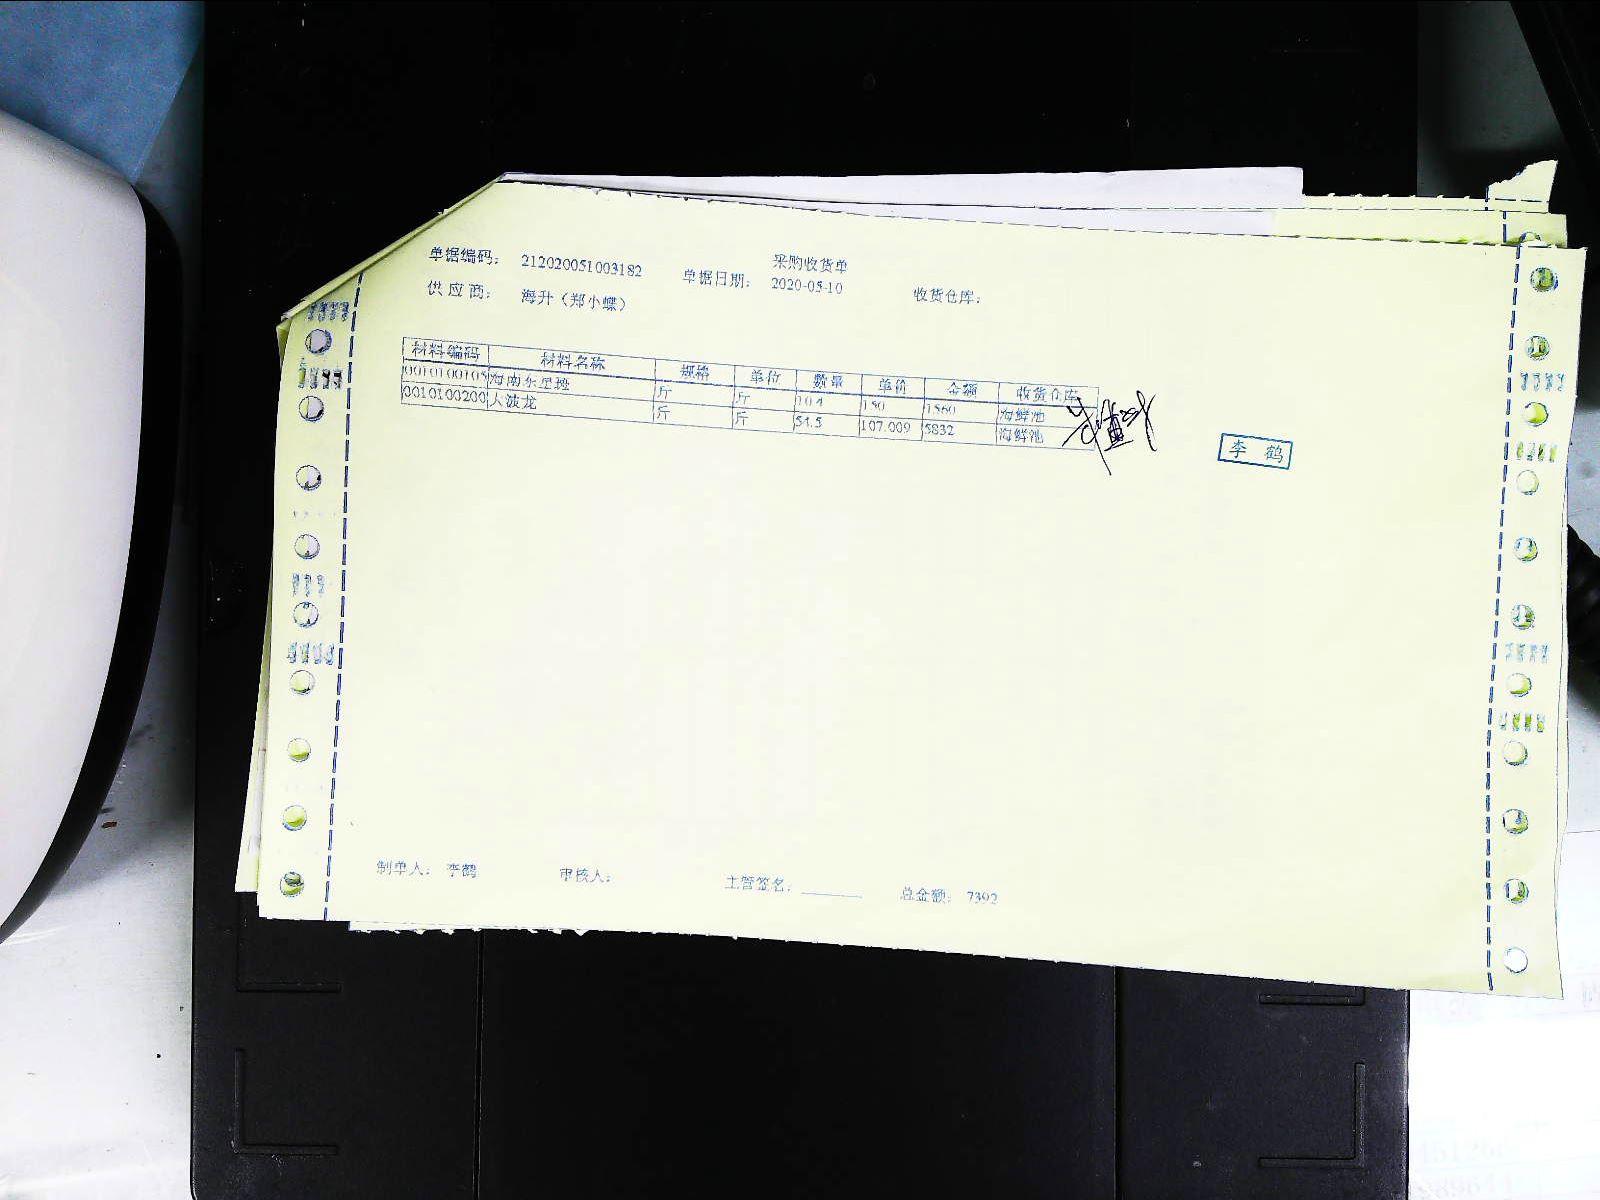 采购收货单
单据编码： 212020051003182 单据日期： 2020-05-10 收货仓库：
供应商： 海升（郑小蝶）
材料编码 材料名称 规格 单位 数量 单价 金额 收货仓库
0010100105 海南东星斑 斤 斤 10.4 150 1560 海鲜池
0010100200 大波龙 斤 斤 54.5 107.009 5832 海鲜池
李 鹤
制单人： 李鹤 审核人： 主管签名： 总金额： 7392